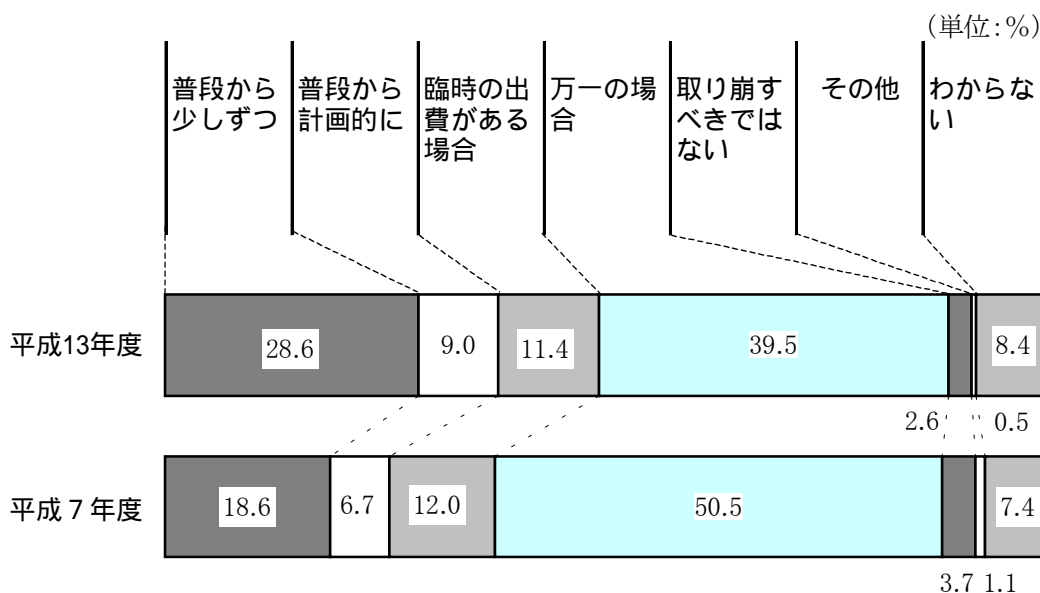 (単位:%)
普段から
少しずつ
普段から
計画的に
臨時の出
費がある
場合
万一の場
合
取り崩す
べきでは
ない
その他
わからな
い
平成13年度
28.6
9.0
11.4
39.5
8.4
2.6
0.5
平成7年度
18.6
6.7
12.0
50.5
7.4
3.7
1.1